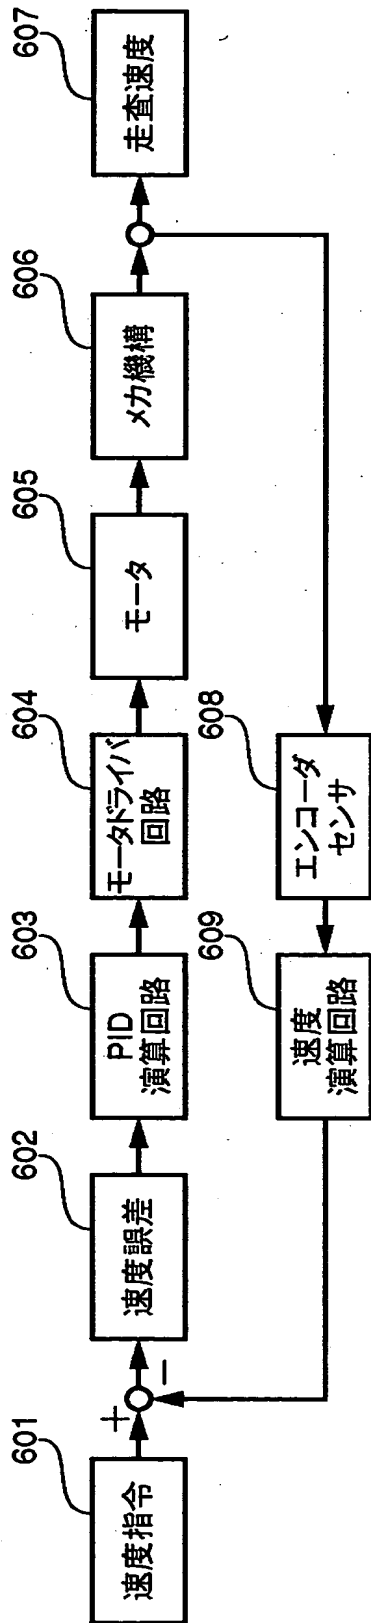 601
速度指令
+
−
602
速度誤差
603
PID
演算回路
604
モータドライバ
回路
605
モータ
606
メカ機構
607
走査速度
608
エンコーダ
センサ
609
速度
演算回路